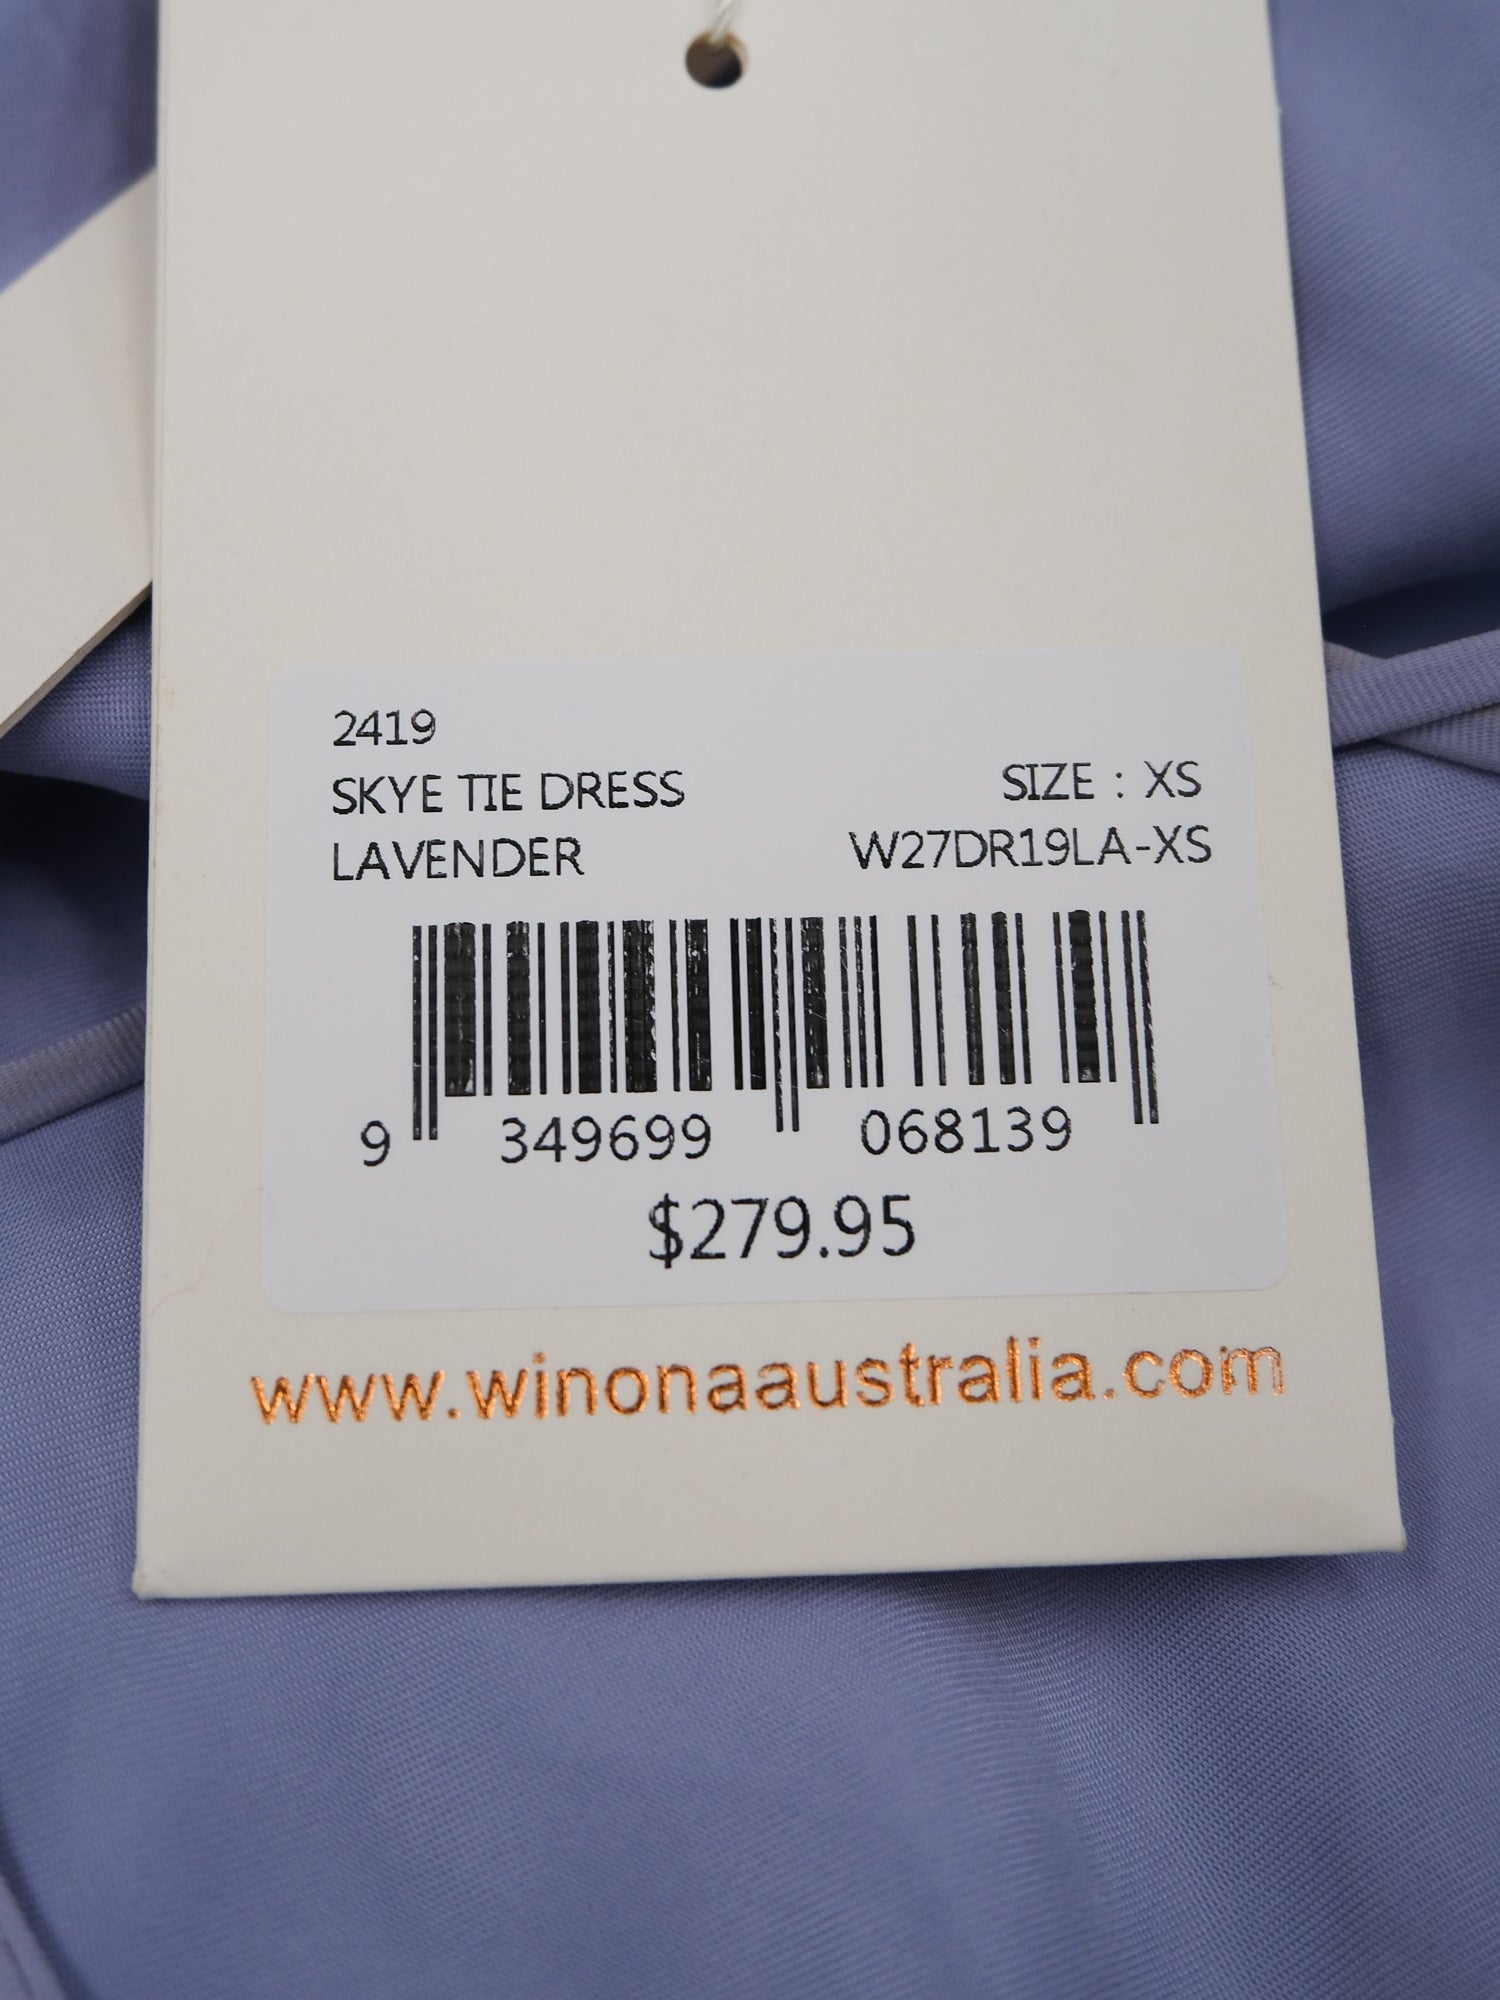 2419
SKYE TIE DRESS SIZE : XS
LAVENDER W27DR19LA-XS
9 349699 068139
$279.95
www.winonaaustralia.com